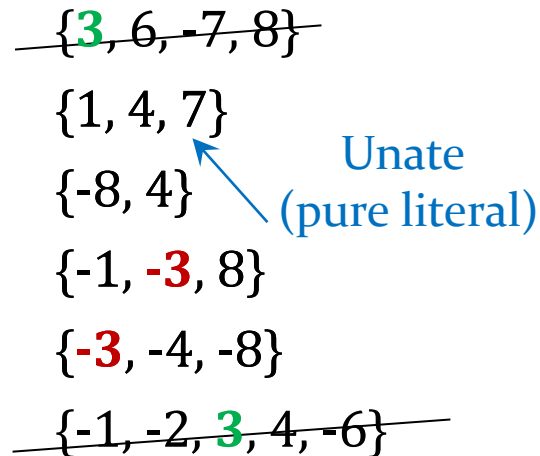 {3, 6, -7, 8}
{1, 4, 7}
Unate
(pure literal)
{-8, 4}
{-1, -3, 8}
{-3, -4, -8}
{-1, -2, 3, 4, -6}